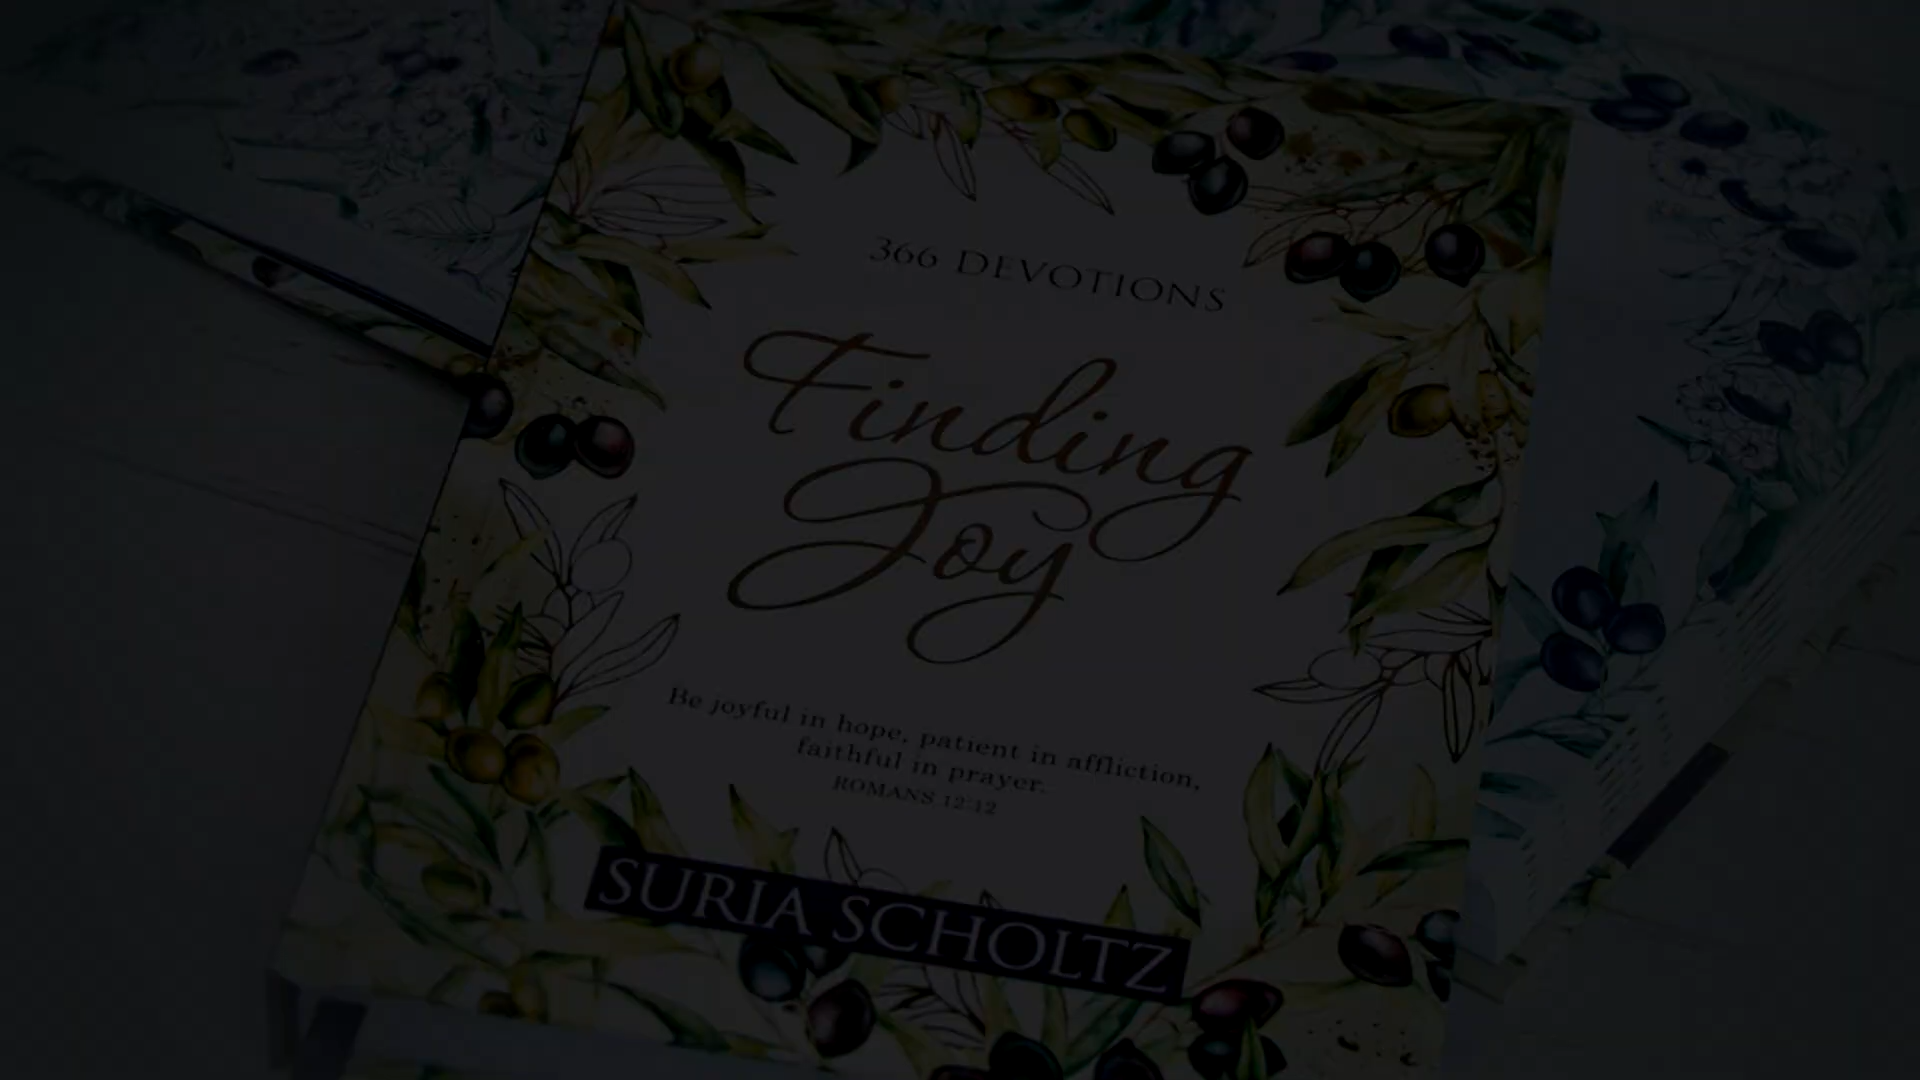 366 DEVOTIONS
Finding
Joy
Be joyful in hope, patient in affliction,
faithful in prayer.
ROMANS 12:12
SURIA SCHOLTZ